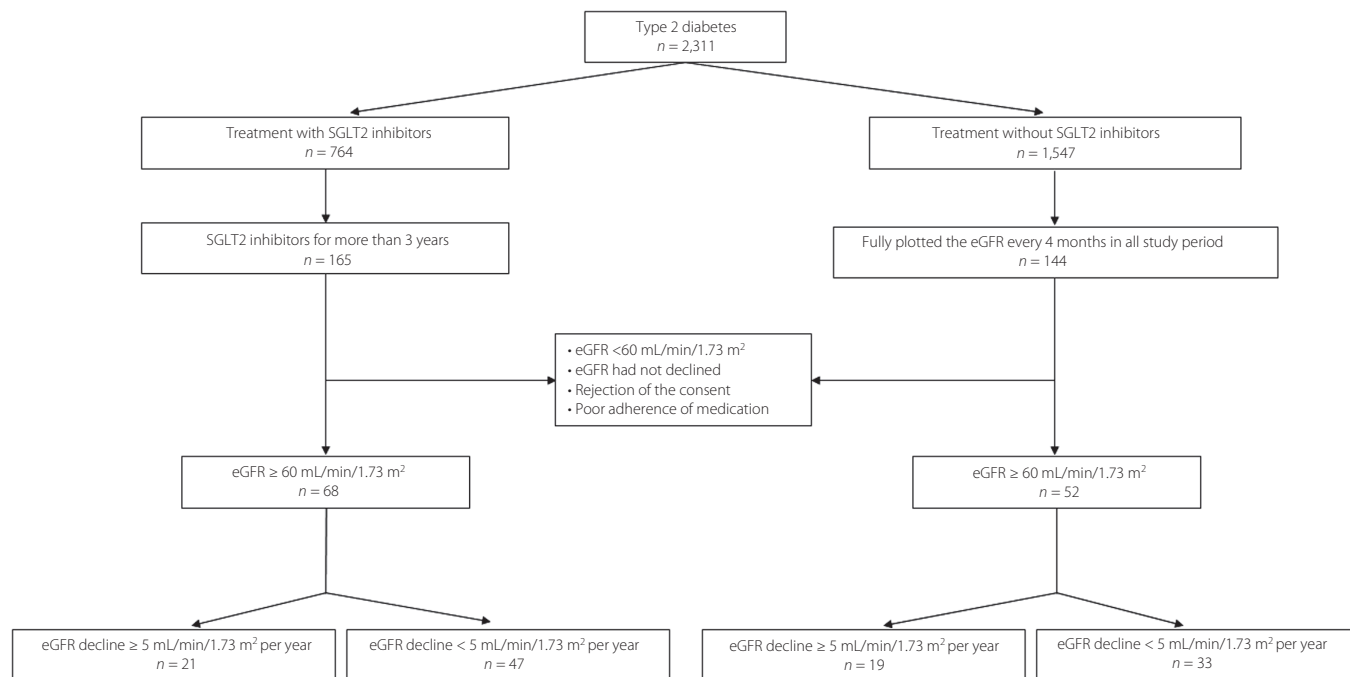 Type 2 diabetes
n = 2,311
Treatment with SGLT2 inhibitors
n = 764
Treatment without SGLT2 inhibitors
n = 1,547
SGLT2 inhibitors for more than 3 years
n = 165
Fully plotted the eGFR every 4 months in all study period
n = 144
• eGFR <60 mL/min/1.73 m²
• eGFR had not declined
• Rejection of the consent
• Poor adherence of medication
eGFR ≥ 60 mL/min/1.73 m²
n = 68
eGFR ≥ 60 mL/min/1.73 m²
n = 52
eGFR decline ≥ 5 mL/min/1.73 m² per year
n = 21
eGFR decline < 5 mL/min/1.73 m² per year
n = 47
eGFR decline ≥ 5 mL/min/1.73 m² per year
n = 19
eGFR decline < 5 mL/min/1.73 m² per year
n = 33